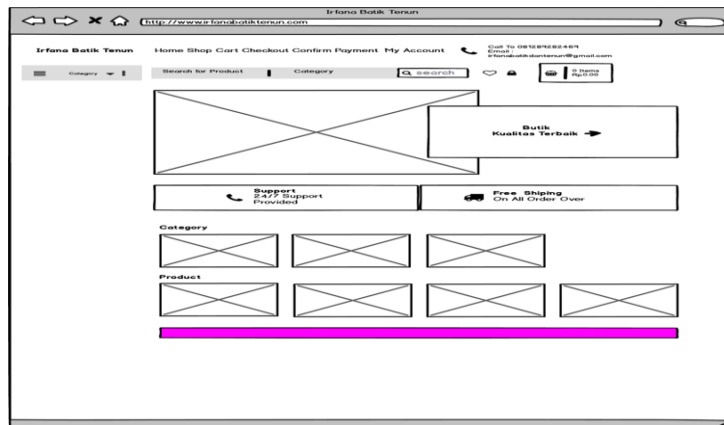 Irfana Batik Tenun
http://www.irfanabatiktenun.com
Irfana Batik Tenun
Home Shop Cart Checkout Confirm Payment My Account
Call To 081289282469
Email :
irfanabatikdantenun@gmail.com
Category
Search for Product
Category
search
0 Items
Rp0.00
Butik
Kualitas Terbaik
Support
24/7 Support
Provided
Free Shiping
On All Order Over
Category
Product